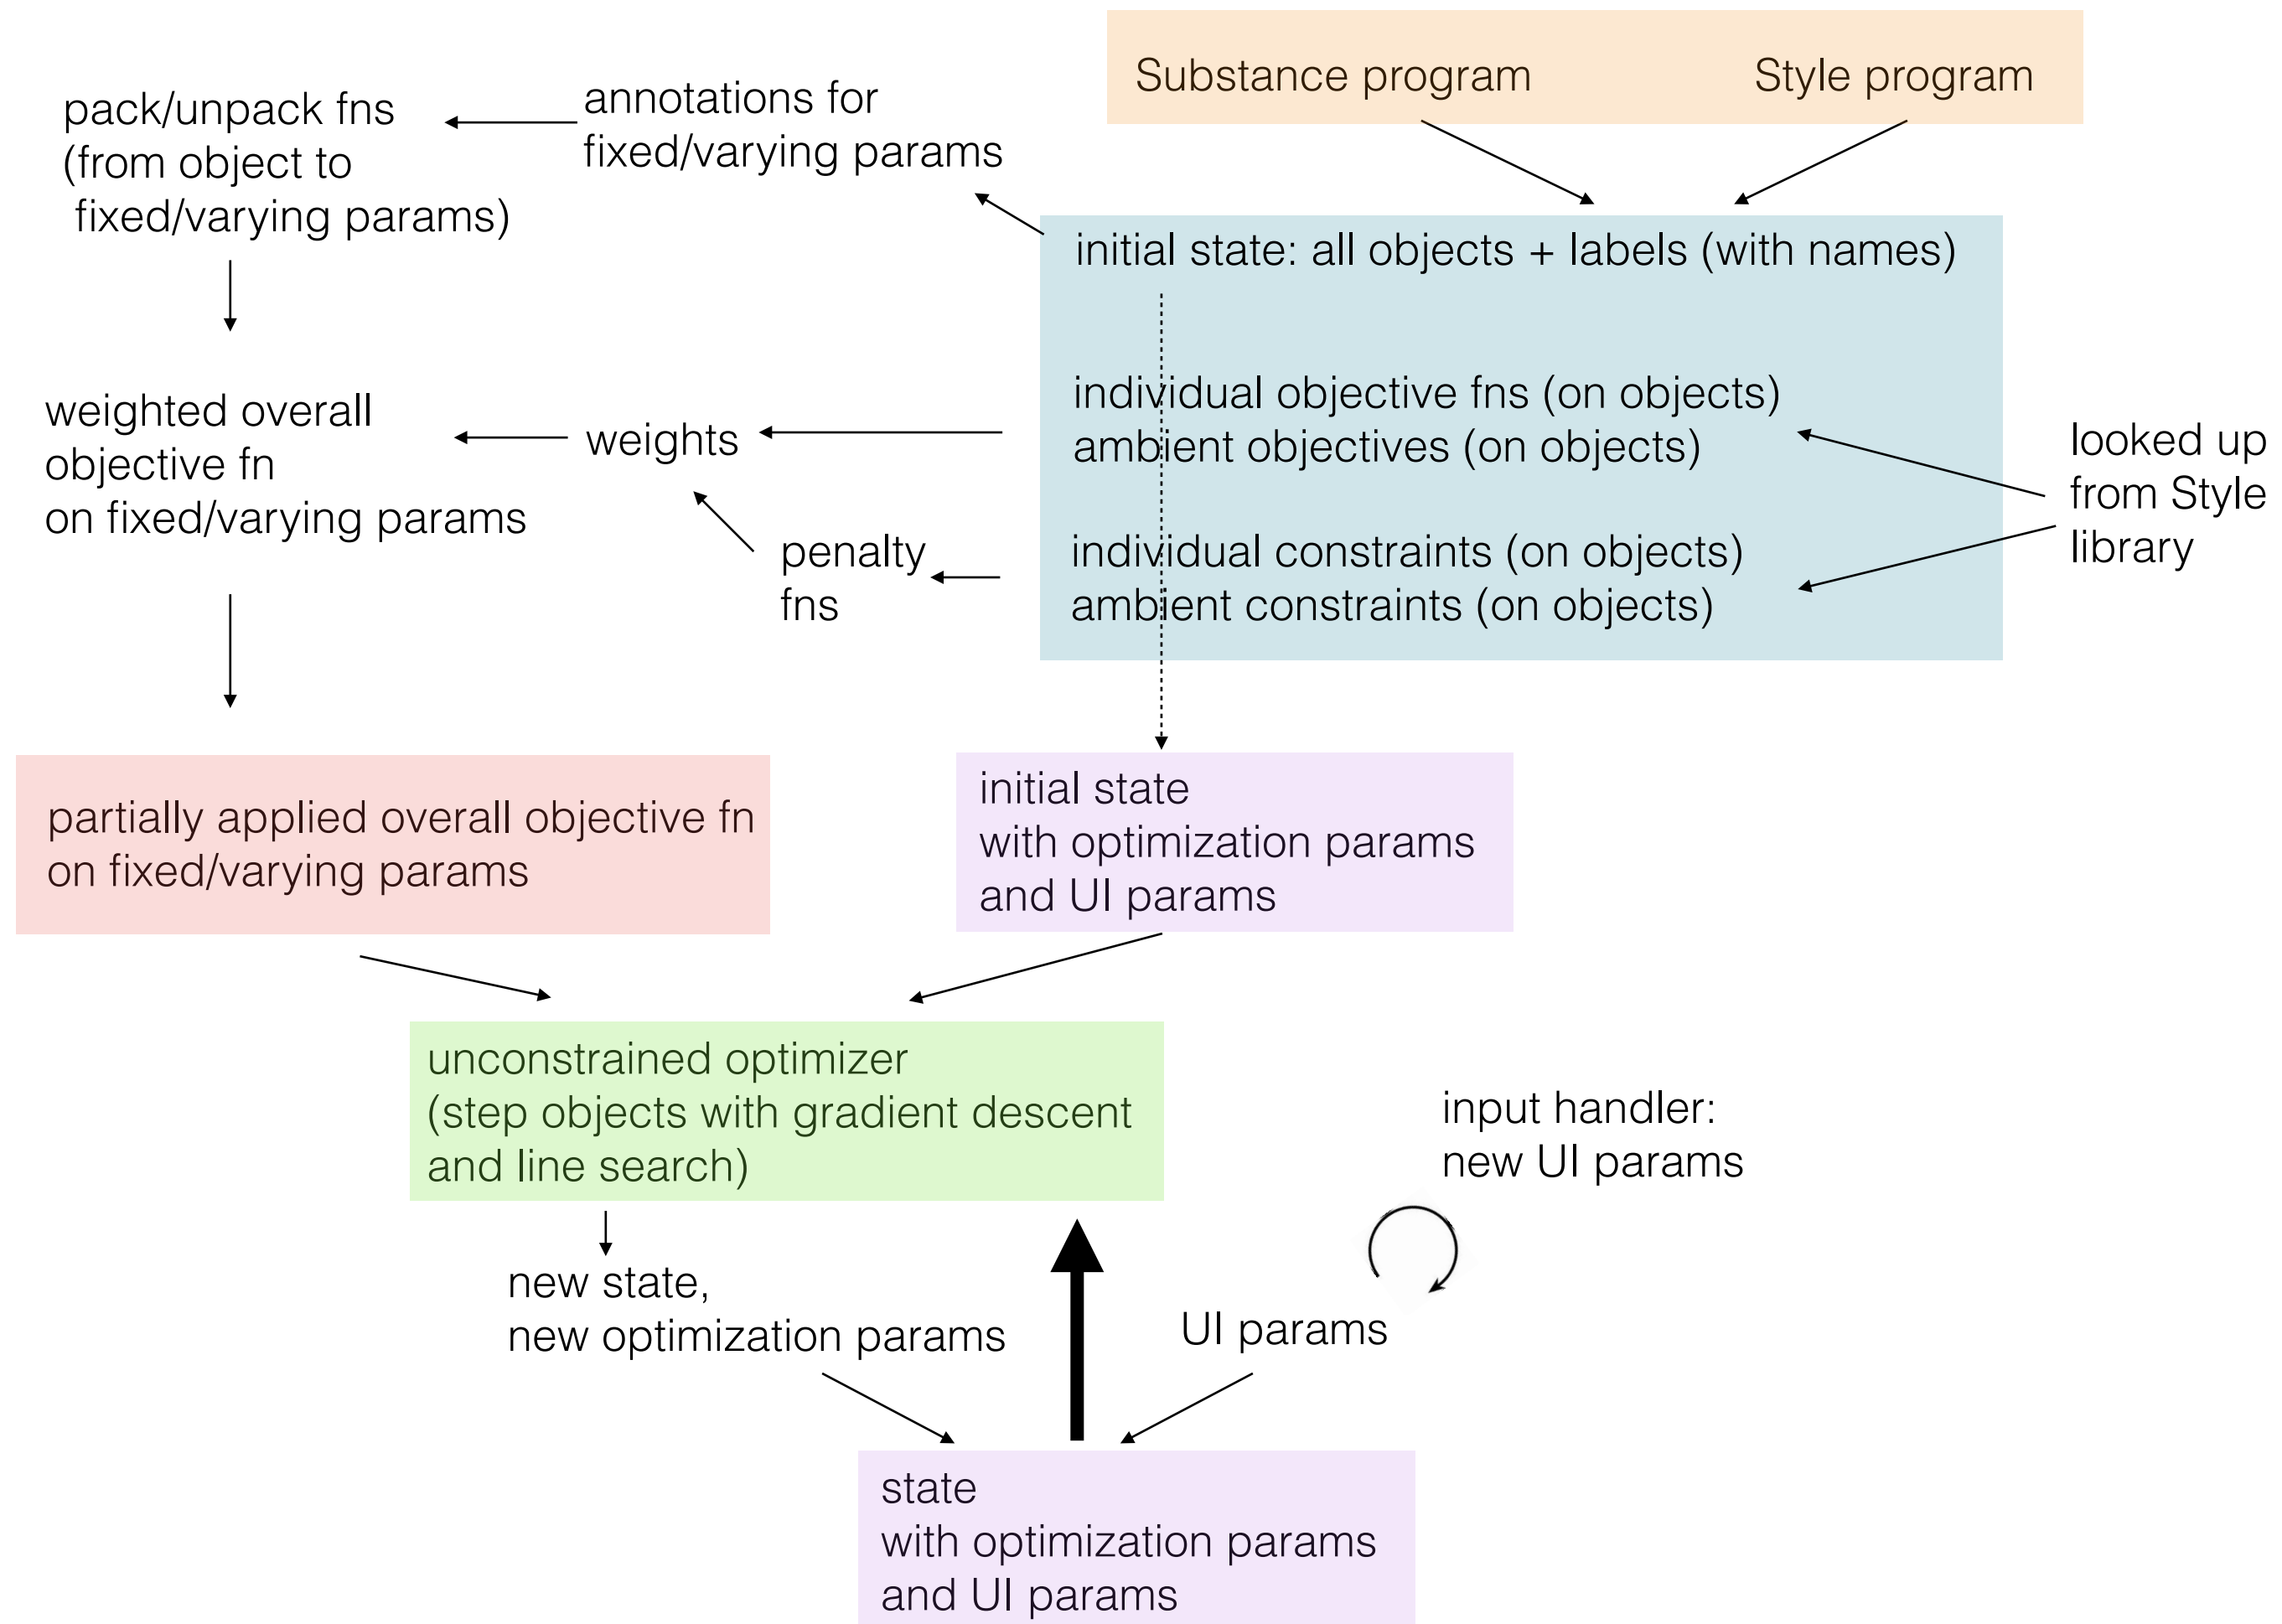 Substance program
Style program
pack/unpack fns
(from object to
fixed/varying params)
annotations for
fixed/varying params
initial state: all objects + labels (with names)
individual objective fns (on objects)
ambient objectives (on objects)
individual constraints (on objects)
ambient constraints (on objects)
looked up
from Style
library
weights
penalty
fns
weighted overall
objective fn
on fixed/varying params
partially applied overall objective fn
on fixed/varying params
initial state
with optimization params
and UI params
unconstrained optimizer
(step objects with gradient descent
and line search)
input handler:
new UI params
new state,
new optimization params
UI params
state
with optimization params
and UI params